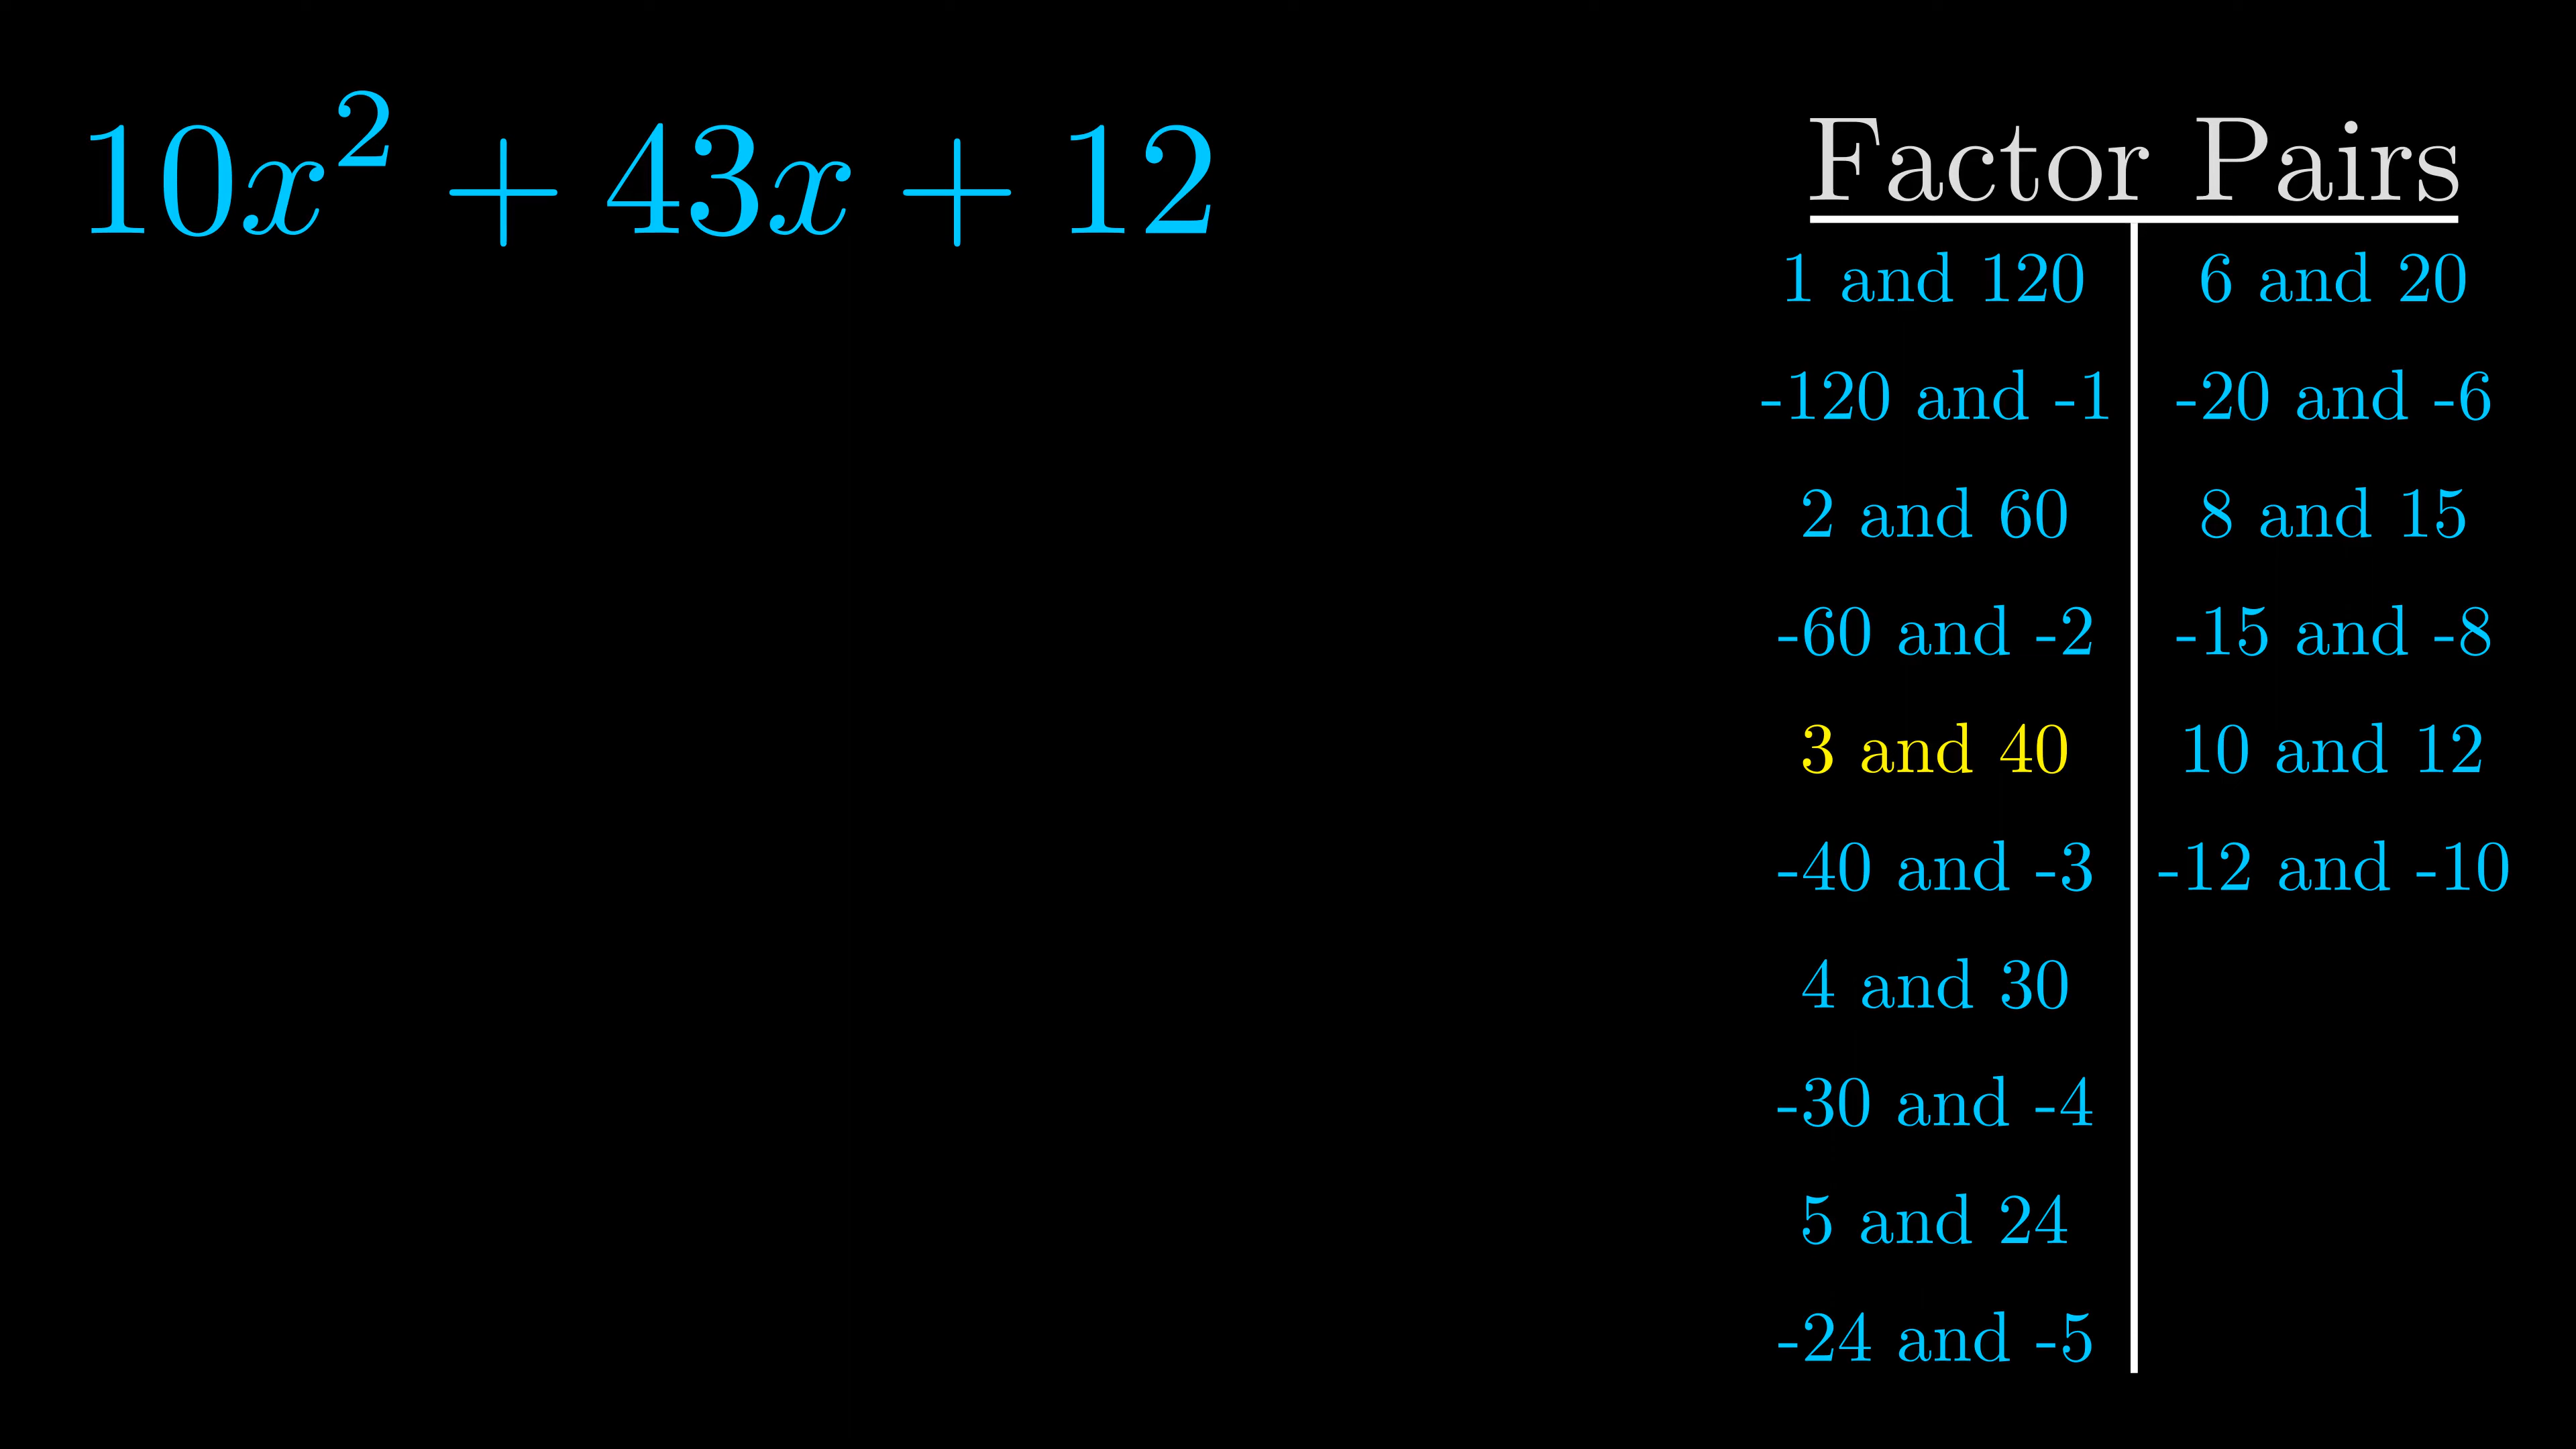 10x² + 43x + 12
Factor Pairs
1 and 120
-120 and -1
2 and 60
-60 and -2
3 and 40
-40 and -3
4 and 30
-30 and -4
5 and 24
-24 and -5
6 and 20
-20 and -6
8 and 15
-15 and -8
10 and 12
-12 and -10